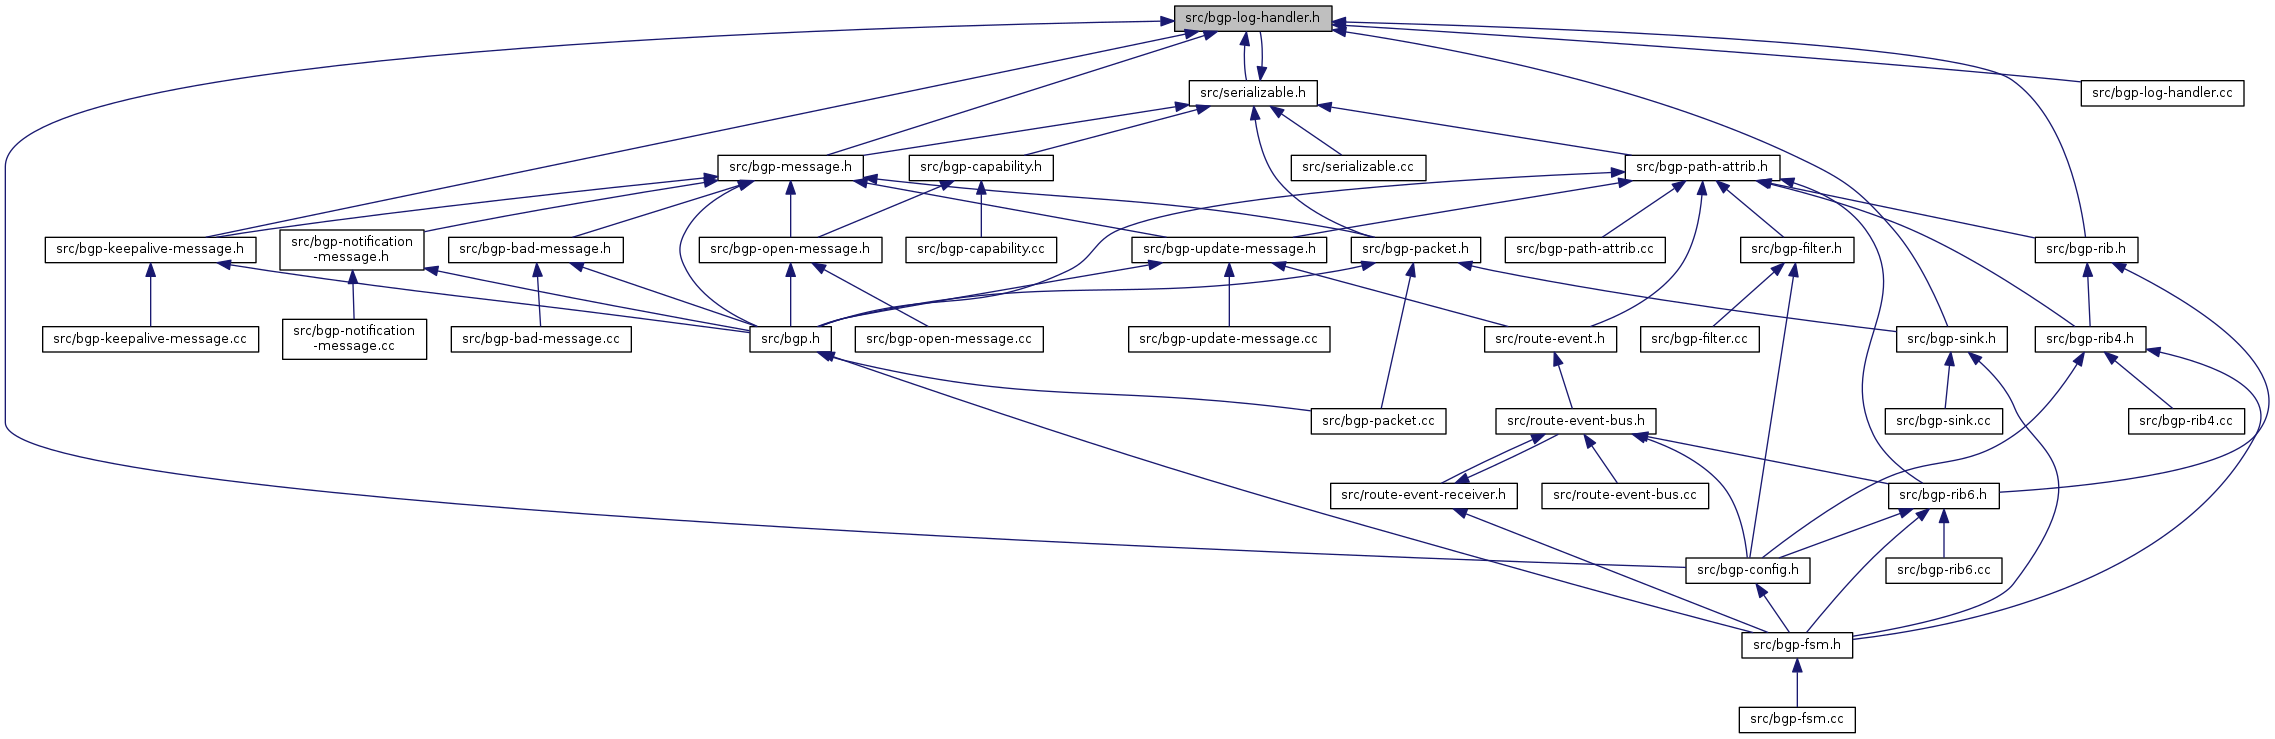 src/bgp-log-handler.h
src/serializable.h
src/bgp-log-handler.cc
src/bgp-message.h
src/bgp-capability.h
src/serializable.cc
src/bgp-path-attrib.h
src/bgp-keepalive-message.h
src/bgp-notification
-message.h
src/bgp-bad-message.h
src/bgp-open-message.h
src/bgp-capability.cc
src/bgp-update-message.h
src/bgp-packet.h
src/bgp-path-attrib.cc
src/bgp-filter.h
src/bgp-rib.h
src/bgp-keepalive-message.cc
src/bgp-notification
-message.cc
src/bgp-bad-message.cc
src/bgp.h
src/bgp-open-message.cc
src/bgp-update-message.cc
src/route-event.h
src/bgp-filter.cc
src/bgp-sink.h
src/bgp-rib4.h
src/bgp-packet.cc
src/route-event-bus.h
src/bgp-sink.cc
src/bgp-rib4.cc
src/route-event-receiver.h
src/route-event-bus.cc
src/bgp-rib6.h
src/bgp-config.h
src/bgp-rib6.cc
src/bgp-fsm.h
src/bgp-fsm.cc